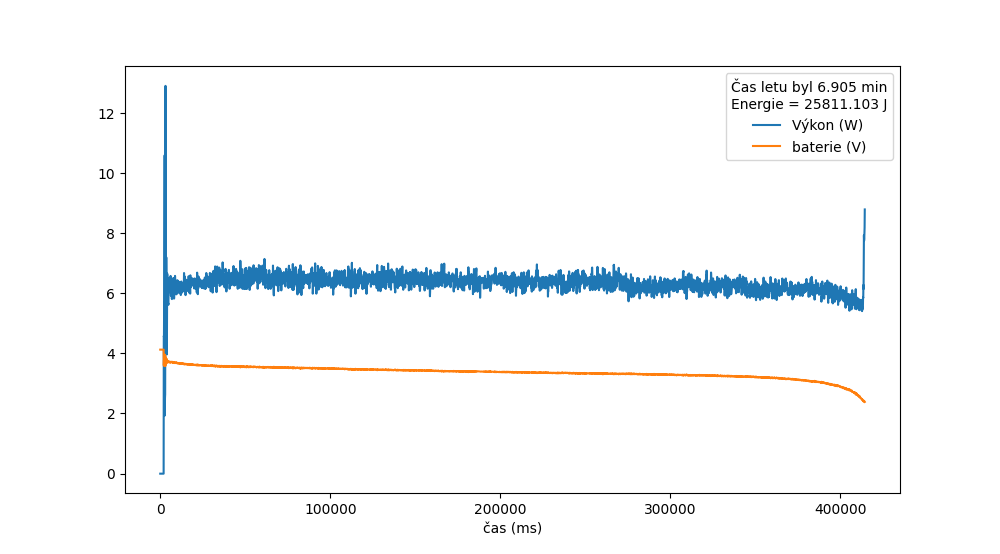 Čas letu byl 6.905 min
Energie = 25811.103 J
Výkon (W)
baterie (V)
12
10
8
6
4
2
0
0 100000 200000 300000 400000
čas (ms)